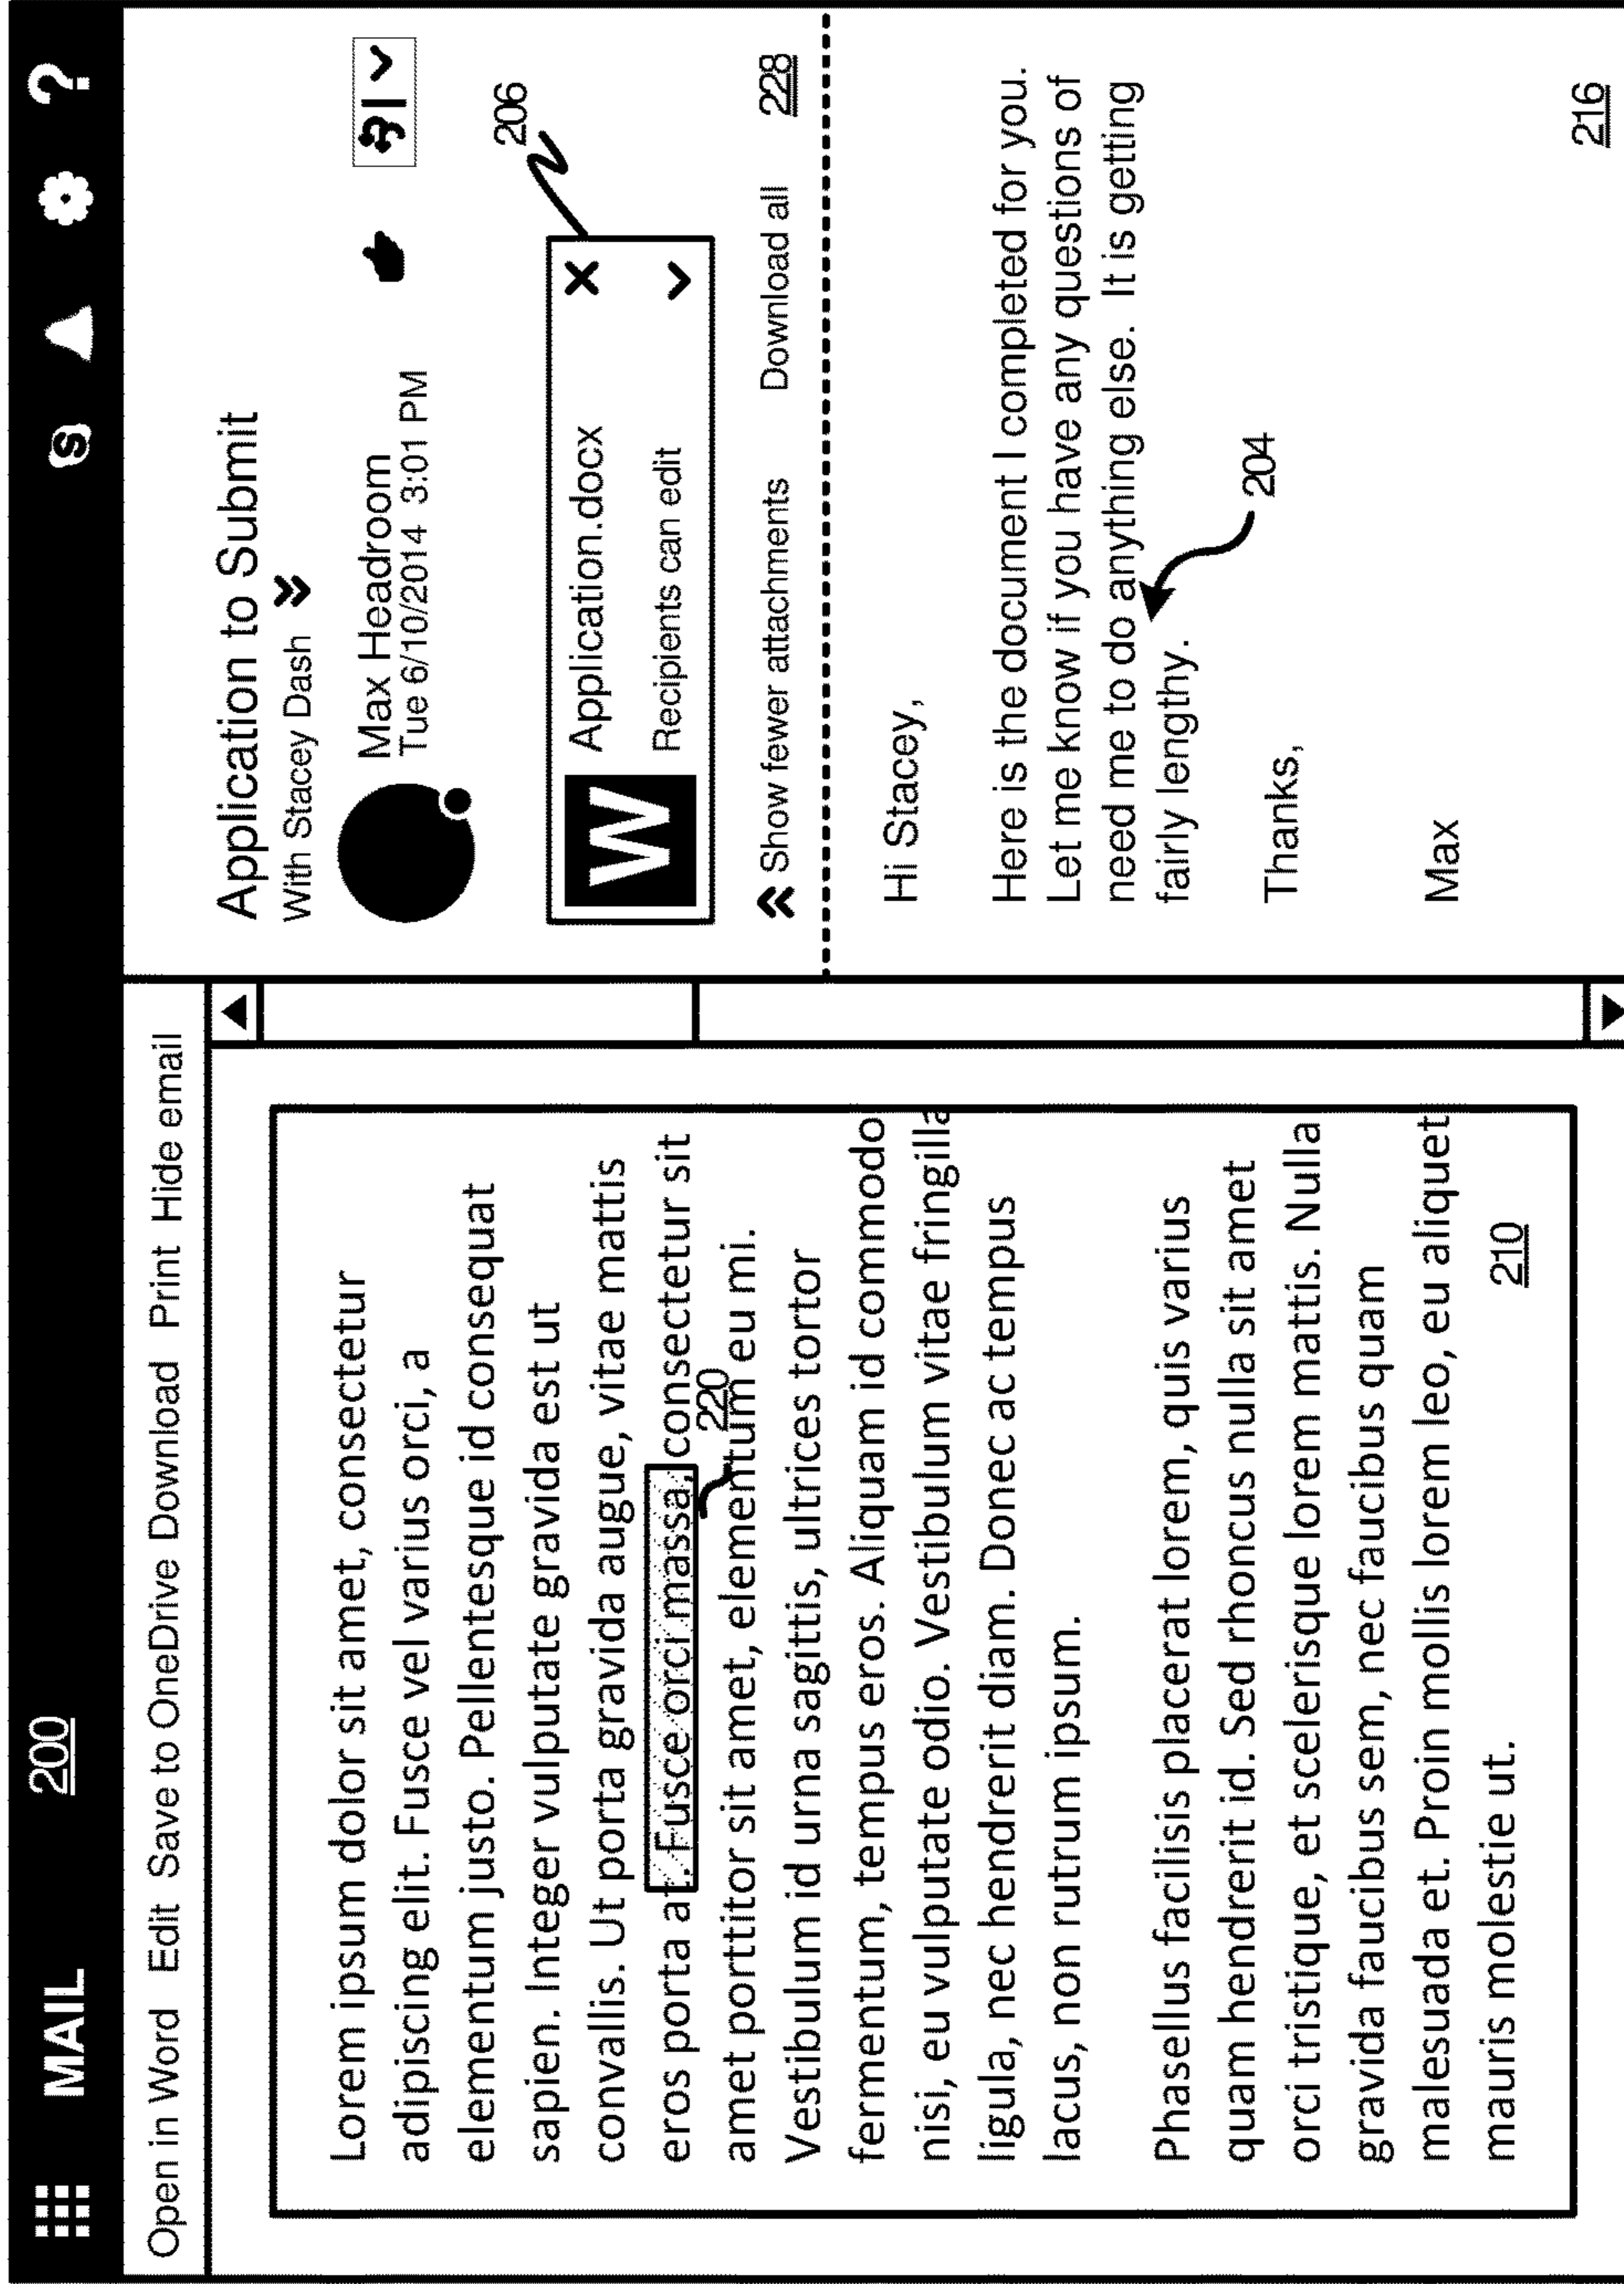 MAIL 200
Open in Word Edit Save to OneDrive Download Print Hide email
Lorem ipsum dolor sit amet, consectetur
adipiscing elit. Fusce vel varius orci, a
elementum justo. Pellentesque id consequat
sapien. Integer vulputate gravida est ut
convallis. Ut porta gravida augue, vitae mattis
eros porta at. Fusce orci massa, consectetur sit
220
amet porttitor sit amet, elementum eu mi.
Vestibulum id urna sagittis, ultrices tortor
fermentum, tempus eros. Aliquam id commodo
nisi, eu vulputate odio. Vestibulum vitae fringilla
ligula, nec hendrerit diam. Donec ac tempus
lacus, non rutrum ipsum.
Phasellus facilisis placerat lorem, quis varius
quam hendrerit id. Sed rhoncus nulla sit amet
orci tristique, et scelerisque lorem mattis. Nulla
gravida faucibus sem, nec faucibus quam
malesuada et. Proin mollis lorem leo, eu aliquet
mauris molestie ut.
210
S ?
Application to Submit
With Stacey Dash
Max Headroom
Tue 6/10/2014 3:01 PM
206
W Application.docx X
Recipients can edit
Show fewer attachments Download all 228
Hi Stacey,
Here is the document I completed for you.
Let me know if you have any questions of
need me to do anything else. It is getting
fairly lengthy.
204
Thanks,
Max
216